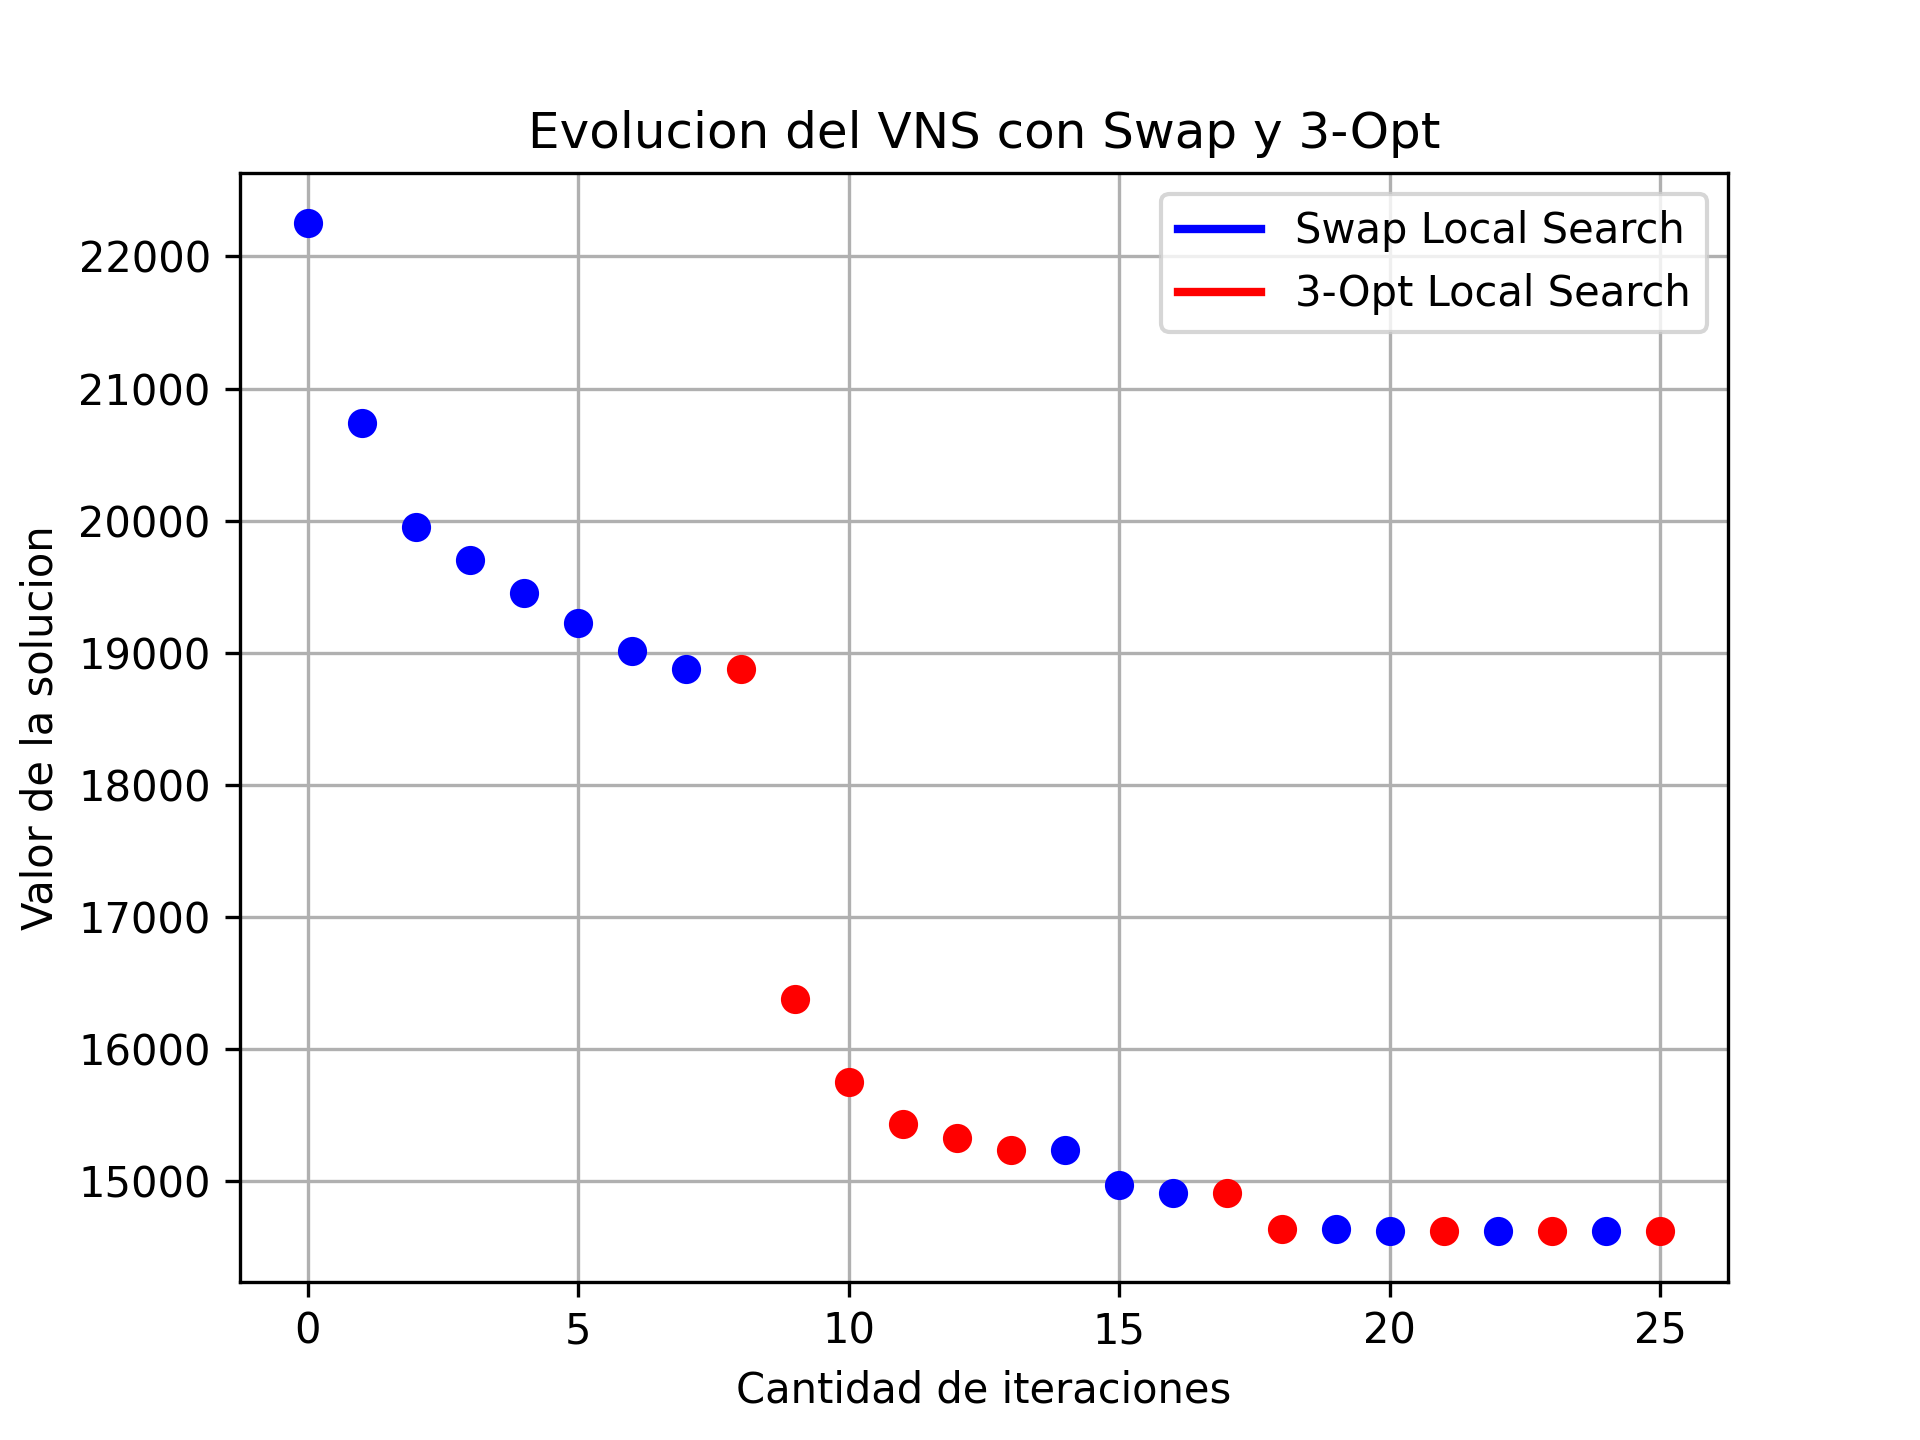 Evolucion del VNS con Swap y 3-Opt
Swap Local Search
3-Opt Local Search
Valor de la solucion
22000
21000
20000
19000
18000
17000
16000
15000
0 5 10 15 20 25
Cantidad de iteraciones